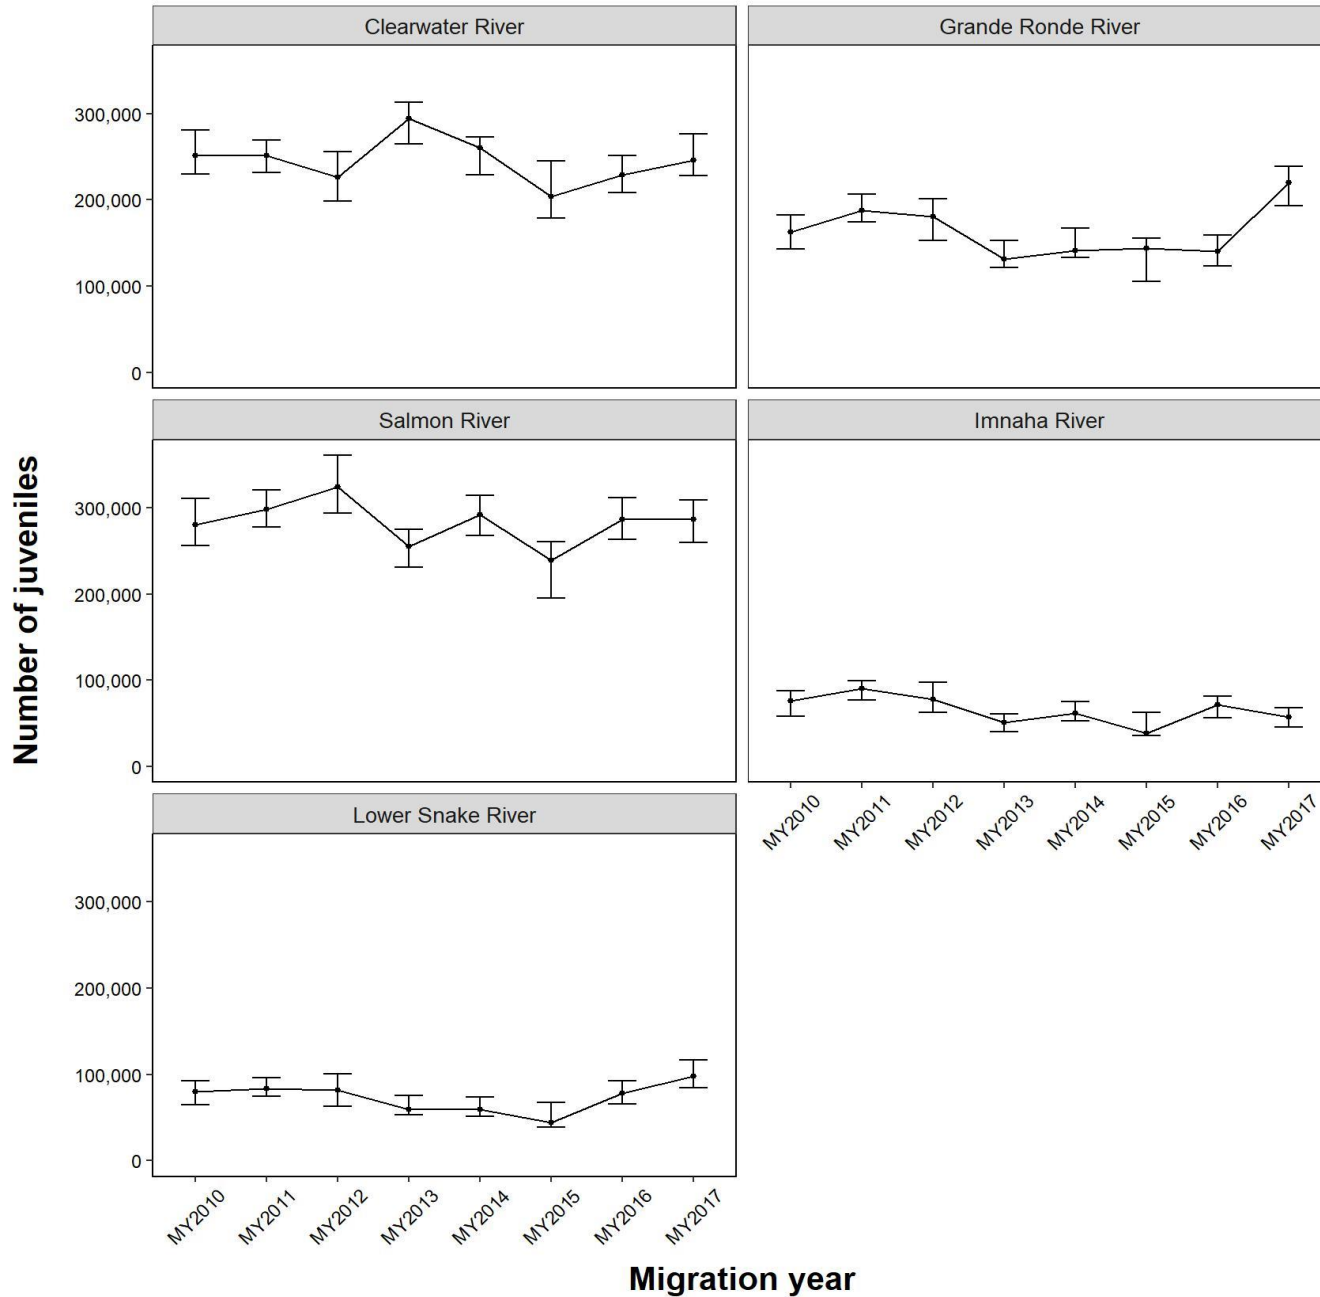 Clearwater River
Grande Ronde River
300,000
200,000
100,000
0
Salmon River
Imnaha River
300,000
200,000
100,000
0
MY2010
MY2011
MY2012
MY2013
MY2014
MY2015
MY2016
MY2017
Lower Snake River
300,000
200,000
100,000
0
MY2010
MY2011
MY2012
MY2013
MY2014
MY2015
MY2016
MY2017
Number of juveniles
Migration year